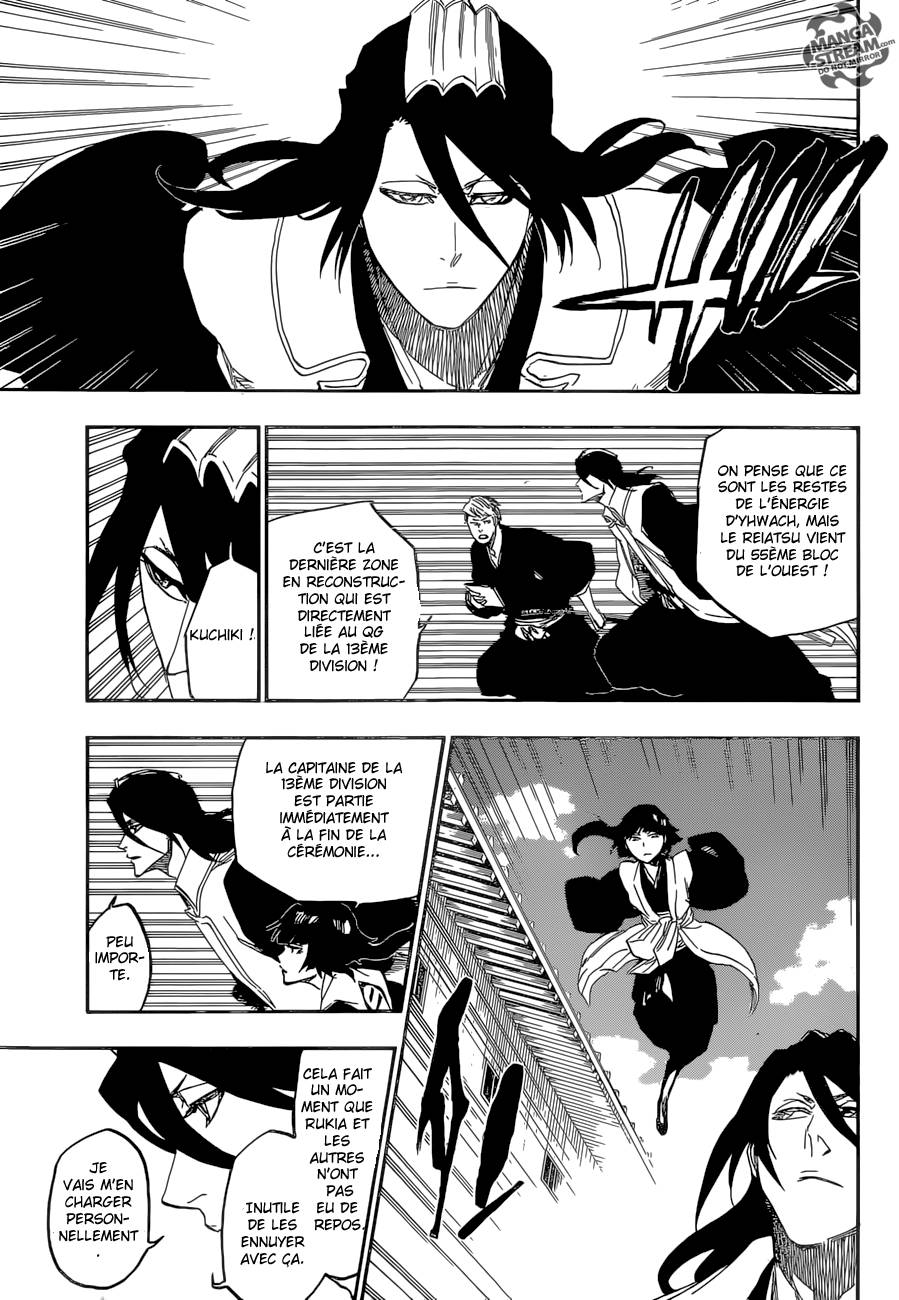 MANGA
STREAM.com
DO NOT MIRROR
ON PENSE QUE CE
SONT LES RESTES
DE L'ÉNERGIE
D'YHWACH, MAIS
LE REIATSU VIENT
DU 55ÈME BLOC
DE L'OUEST !
C'EST LA
DERNIÈRE ZONE
EN RECONSTRUC-
TION QUI EST
DIRECTEMENT
LIÉE AU QG
DE LA 13ÈME
DIVISION !
KUCHIKI !
LA CAPITAINE DE LA
13ÈME DIVISION
EST PARTIE
IMMÉDIATEMENT
À LA FIN DE LA
CÉRÉMONIE...
PEU
IMPOR-
TE.
CELA FAIT
UN MO-
MENT QUE
RUKIA ET
LES
AUTRES
N'ONT
PAS
EU DE
REPOS.
INUTILE
DE LES
ENNUYER
AVEC ÇA.
JE
VAIS M'EN
CHARGER
PERSON-
NELLEMENT
.